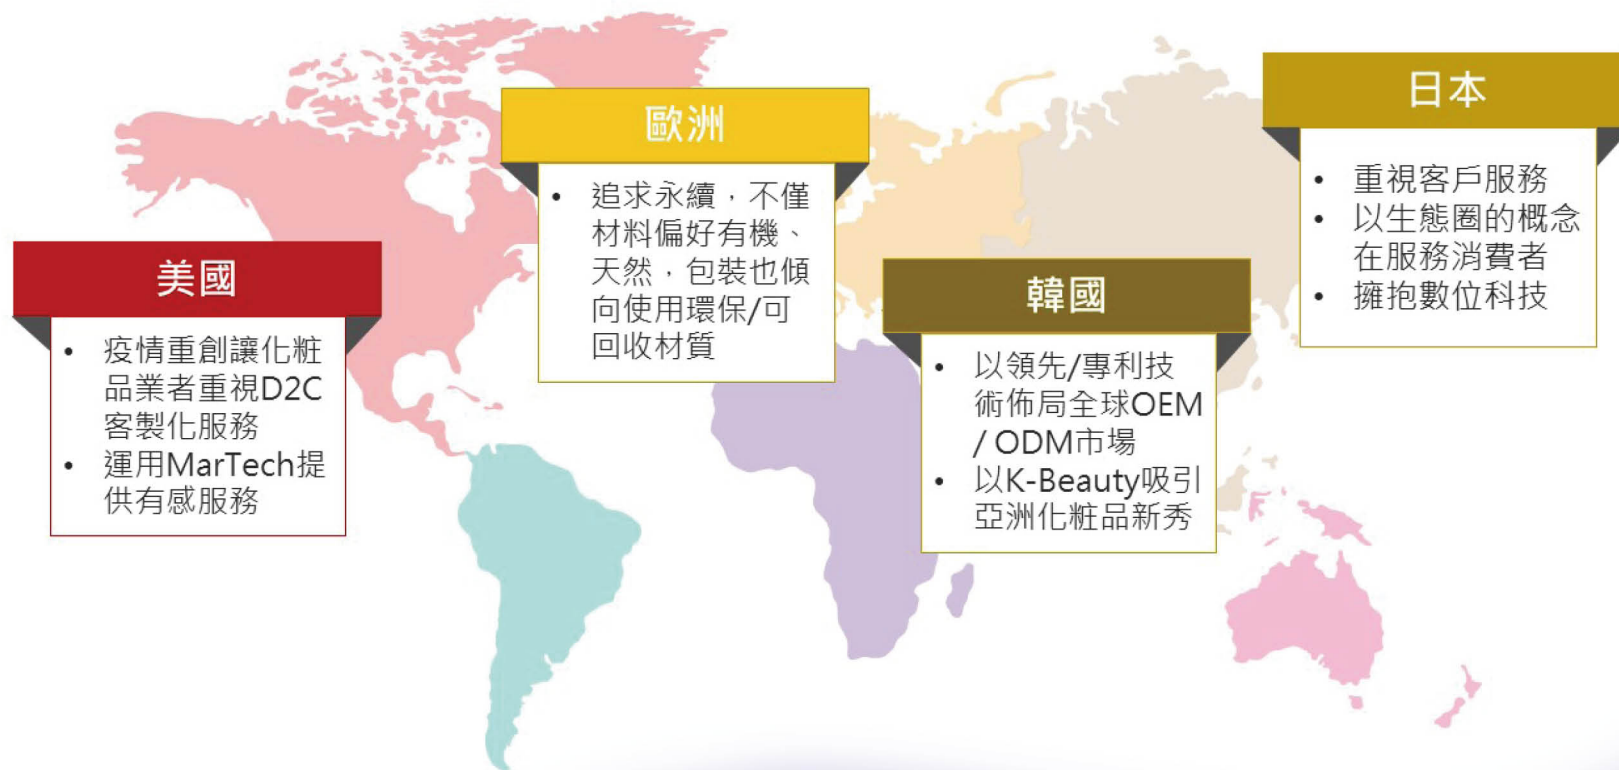 美國
• 疫情重創讓化粧
品業者重視D2C
客製化服務
• 運用MarTech提
供有感服務
歐洲
• 追求永續，不僅
材料偏好有機、
天然，包裝也傾
向使用環保/可
回收材質
韓國
• 以領先/專利技
術佈局全球OEM
/ ODM市場
• 以K-Beauty吸引
亞洲化粧品新秀
日本
• 重視客戶服務
• 以生態圈的概念
在服務消費者
• 擁抱數位科技